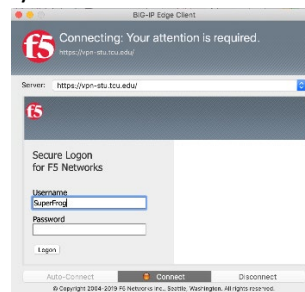 BIG-IP Edge Client
f5
Connecting: Your attention is required.
https://vpn-stu.tcu.edu/
Server: https://vpn-stu.tcu.edu/
f5
Secure Logon
for F5 Networks
Username
SuperFrog
Password
Logon
Auto-Connect Connect Disconnect
© Copyright 2004-2019 F5 Networks Inc., Seattle, Washington. All rights reserved.